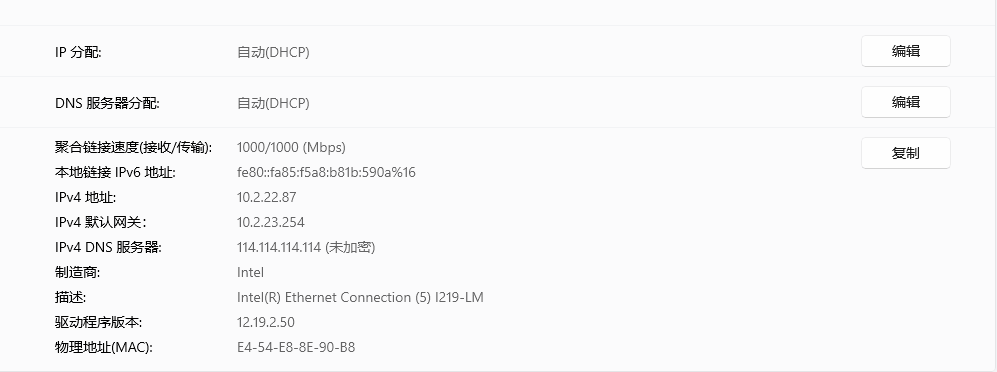 IP 分配: 自动(DHCP) 编辑
DNS 服务器分配: 自动(DHCP) 编辑
聚合链接速度(接收/传输): 1000/1000 (Mbps) 复制
本地链接 IPv6 地址: fe80::fa85:f5a8:b81b:590a%16
IPv4 地址: 10.2.22.87
IPv4 默认网关: 10.2.23.254
IPv4 DNS 服务器: 114.114.114.114 (未加密)
制造商: Intel
描述: Intel(R) Ethernet Connection (5) I219-LM
驱动程序版本: 12.19.2.50
物理地址(MAC): E4-54-E8-8E-90-B8